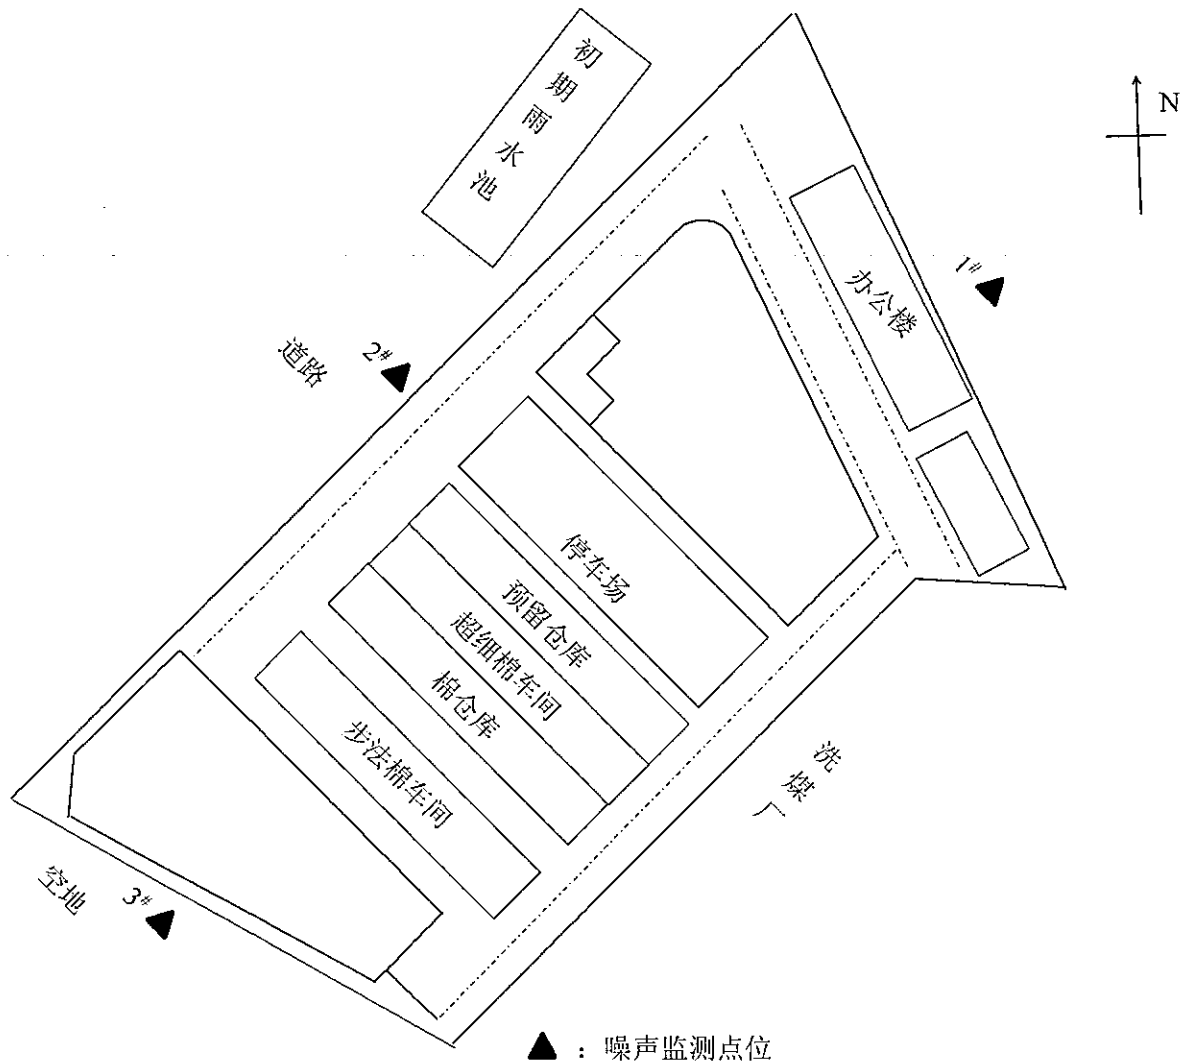 初期雨水池
N
1#
办公楼
2#
道路
停车场
预留仓库
超细棉车间
棉仓库
步法棉车间
洗煤厂
空地
3#
▲ ：噪声监测点位